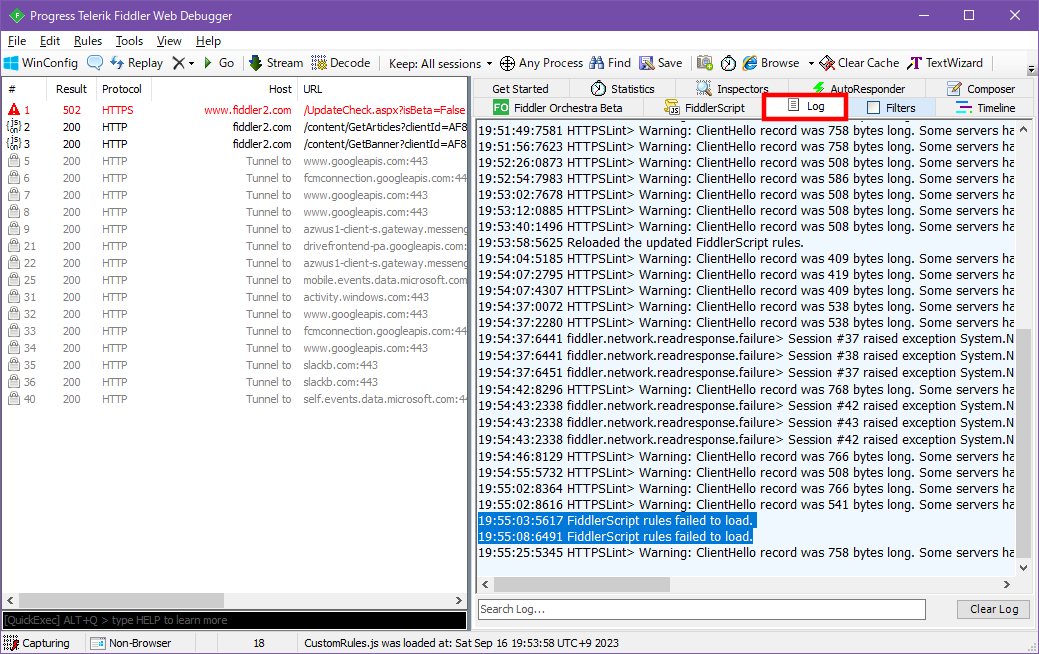 Progress Telerik Fiddler Web Debugger
File Edit Rules Tools View Help
WinConfig Replay Go Stream Decode Keep: All sessions Any Process Find Save Browse Clear Cache TextWizard
# Result Protocol Host URL
1 502 HTTPS www.fiddler2.com /UpdateCheck.aspx?isBeta=False
2 200 HTTP fiddler2.com /content/GetArticles?clientId=AF8
3 200 HTTP fiddler2.com /content/GetBanner?clientId=AF8
5 200 HTTP Tunnel to www.googleapis.com:443
6 200 HTTP Tunnel to fcmconnection.googleapis.com:44
7 200 HTTP Tunnel to www.googleapis.com:443
8 200 HTTP Tunnel to www.googleapis.com:443
9 200 HTTP Tunnel to azwus1-client-s.gateway.messeng
21 200 HTTP Tunnel to drivefrontend-pa.googleapis.com:
22 200 HTTP Tunnel to azwus1-client-s.gateway.messeng
25 200 HTTP Tunnel to mobile.events.data.microsoft.com
31 200 HTTP Tunnel to activity.windows.com:443
32 200 HTTP Tunnel to www.googleapis.com:443
33 200 HTTP Tunnel to fcmconnection.googleapis.com:44
34 200 HTTP Tunnel to www.googleapis.com:443
35 200 HTTP Tunnel to slackb.com:443
36 200 HTTP Tunnel to slackb.com:443
40 200 HTTP Tunnel to self.events.data.microsoft.com:44
Get Started Statistics Inspectors AutoResponder Composer
FO Fiddler Orchestra Beta FiddlerScript Log Filters Timeline
19:51:49:7581 HTTPSLint> Warning: ClientHello record was 758 bytes long. Some servers ha
19:51:56:7623 HTTPSLint> Warning: ClientHello record was 758 bytes long. Some servers ha
19:52:26:0873 HTTPSLint> Warning: ClientHello record was 508 bytes long. Some servers ha
19:52:54:7983 HTTPSLint> Warning: ClientHello record was 586 bytes long. Some servers ha
19:53:02:7678 HTTPSLint> Warning: ClientHello record was 508 bytes long. Some servers ha
19:53:12:0885 HTTPSLint> Warning: ClientHello record was 508 bytes long. Some servers ha
19:53:40:1496 HTTPSLint> Warning: ClientHello record was 508 bytes long. Some servers ha
19:53:58:5625 Reloaded the updated FiddlerScript rules.
19:54:04:5185 HTTPSLint> Warning: ClientHello record was 409 bytes long. Some servers ha
19:54:07:2795 HTTPSLint> Warning: ClientHello record was 419 bytes long. Some servers ha
19:54:07:4307 HTTPSLint> Warning: ClientHello record was 409 bytes long. Some servers ha
19:54:37:0072 HTTPSLint> Warning: ClientHello record was 538 bytes long. Some servers ha
19:54:37:2280 HTTPSLint> Warning: ClientHello record was 538 bytes long. Some servers ha
19:54:37:6441 fiddler.network.readresponse.failure> Session #37 raised exception System.N
19:54:37:6441 fiddler.network.readresponse.failure> Session #38 raised exception System.N
19:54:37:6451 fiddler.network.readresponse.failure> Session #37 raised exception System.N
19:54:42:8296 HTTPSLint> Warning: ClientHello record was 768 bytes long. Some servers ha
19:54:43:2338 fiddler.network.readresponse.failure> Session #42 raised exception System.N
19:54:43:2338 fiddler.network.readresponse.failure> Session #43 raised exception System.N
19:54:43:2338 fiddler.network.readresponse.failure> Session #42 raised exception System.N
19:54:46:8129 HTTPSLint> Warning: ClientHello record was 766 bytes long. Some servers ha
19:54:55:5732 HTTPSLint> Warning: ClientHello record was 508 bytes long. Some servers ha
19:55:02:8364 HTTPSLint> Warning: ClientHello record was 766 bytes long. Some servers ha
19:55:02:8616 HTTPSLint> Warning: ClientHello record was 541 bytes long. Some servers ha
19:55:03:5617 FiddlerScript rules failed to load.
19:55:08:6491 FiddlerScript rules failed to load.
19:55:25:5345 HTTPSLint> Warning: ClientHello record was 758 bytes long. Some servers ha
Search Log... Clear Log
[QuickExec] ALT+Q > type HELP to learn more
Capturing Non-Browser 18 CustomRules.js was loaded at: Sat Sep 16 19:53:58 UTC+9 2023